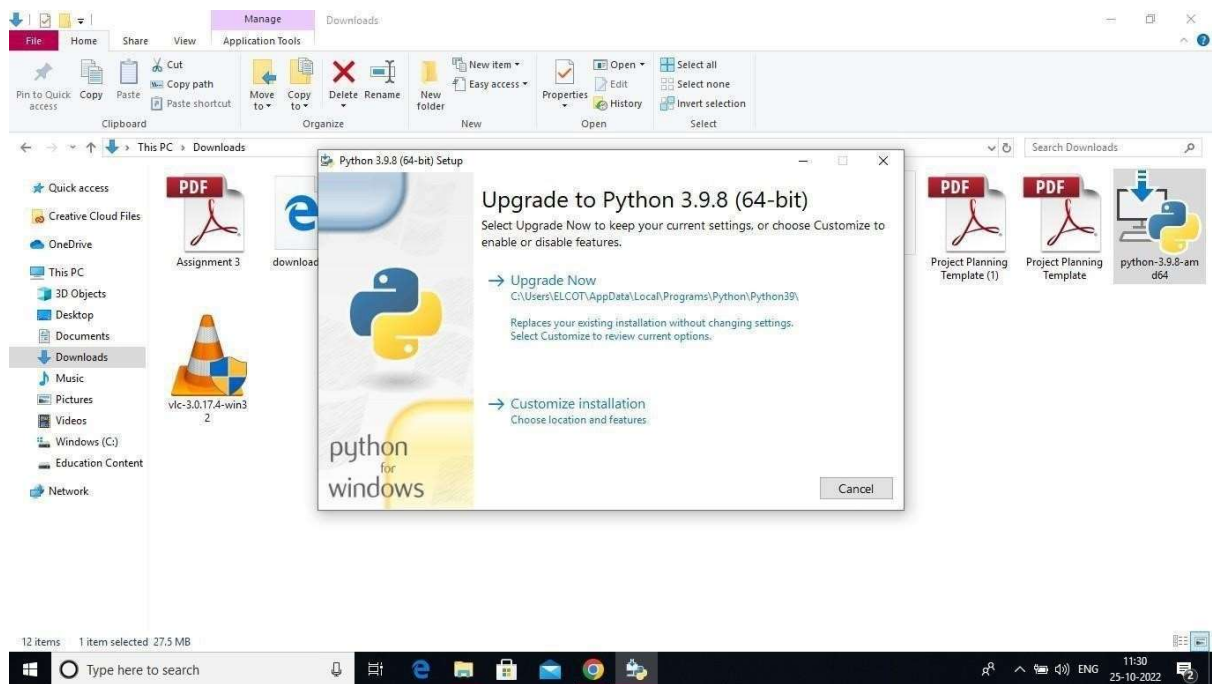 Manage
Downloads
File
Home
Share
View
Application Tools
Pin to Quick access
Copy
Paste
Cut
Copy path
Paste shortcut
Clipboard
Move to
Copy to
Delete
Rename
Organize
New folder
New item
Easy access
New
Properties
Open
Edit
History
Open
Select all
Select none
Invert selection
Select
This PC > Downloads
Search Downloads
Quick access
Creative Cloud Files
OneDrive
This PC
3D Objects
Desktop
Documents
Downloads
Music
Pictures
Videos
Windows (C:)
Education Content
Network
PDF
Assignment 3
download
vlc-3.0.17.4-win3
2
Python 3.9.8 (64-bit) Setup
Upgrade to Python 3.9.8 (64-bit)
Select Upgrade Now to keep your current settings, or choose Customize to
enable or disable features.
Upgrade Now
C:\Users\ELCOT\AppData\Local\Programs\Python\Python39\
Replaces your existing installation without changing settings.
Select Customize to review current options.
Customize installation
Choose location and features
python
for
windows
Cancel
PDF
Project Planning
Template (1)
PDF
Project Planning
Template
python-3.9.8-am
d64
12 items
1 item selected 27.5 MB
Type here to search
ENG
11:30
25-10-2022
2